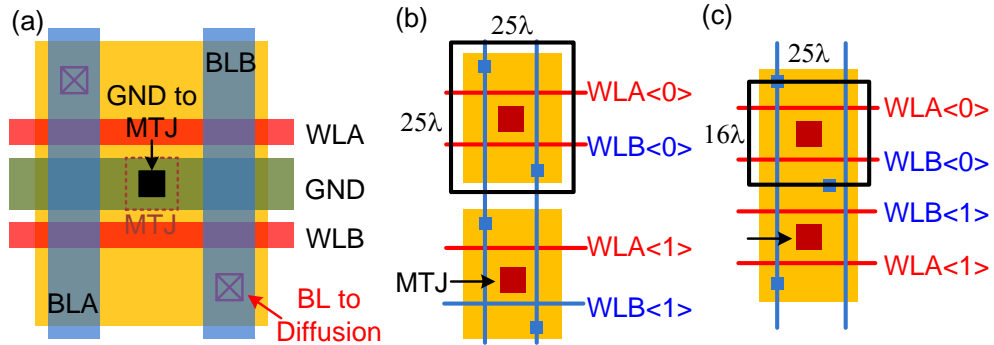 (a)
BLB
GND to
MTJ
WLA
GND
MTJ
WLB
BLA
BL to
Diffusion
(b)
25λ
WLA<0>
25λ
WLB<0>
WLA<1>
MTJ
WLB<1>
(c)
25λ
WLA<0>
16λ
WLB<0>
WLB<1>
WLA<1>